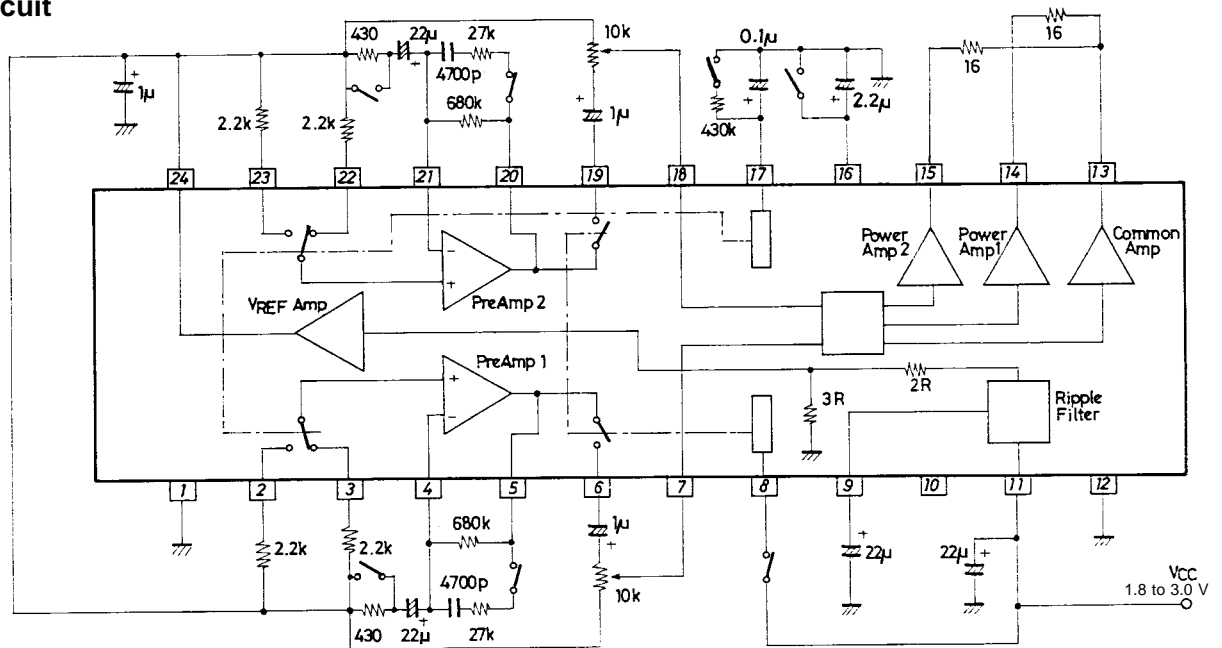 cuit
430
22μ
27k
10k
0.1μ
16
16
1μ
4700p
680k
2.2k
2.2k
1μ
430k
2.2μ
24
23
22
21
20
19
18
17
16
15
14
13
Power Amp2
Power Amp1
Common Amp
VREF Amp
PreAmp 2
PreAmp 1
2R
3R
Ripple Filter
1
2
3
4
5
6
7
8
9
10
11
12
680k
1μ
2.2k
2.2k
4700p
10k
22μ
22μ
430
22μ
27k
VCC
1.8 to 3.0 V
+
+
+
+
+
+
+
+
+
+
−
+
+
−